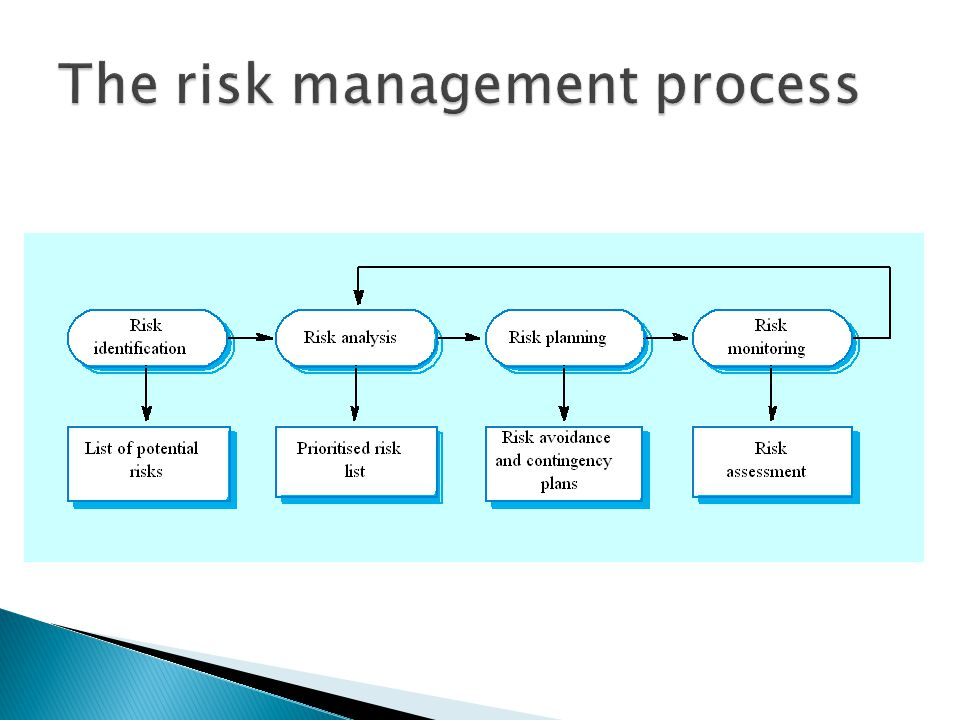 The risk management process
Risk
identification
Risk analysis
Risk planning
Risk
monitoring
List of potential
risks
Prioritised risk
list
Risk avoidance
and contingency
plans
Risk
assessment